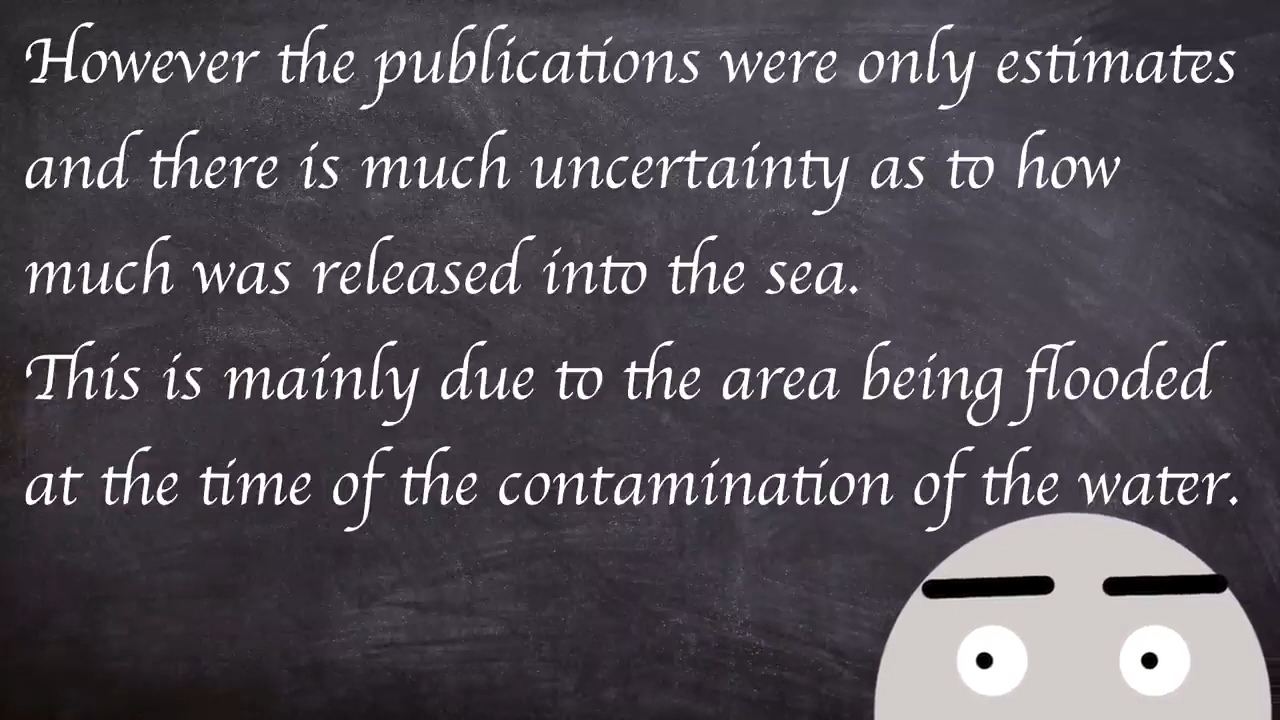 However the publications were only estimates
and there is much uncertainty as to how
much was released into the sea.
This is mainly due to the area being flooded
at the time of the contamination of the water.